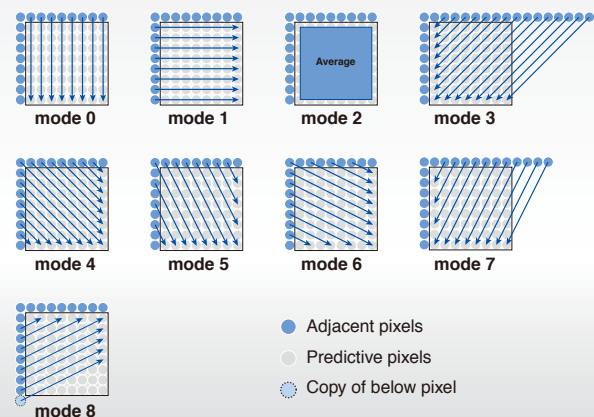 Average
mode 0
mode 1
mode 2
mode 3
mode 4
mode 5
mode 6
mode 7
mode 8
Adjacent pixels
Predictive pixels
Copy of below pixel